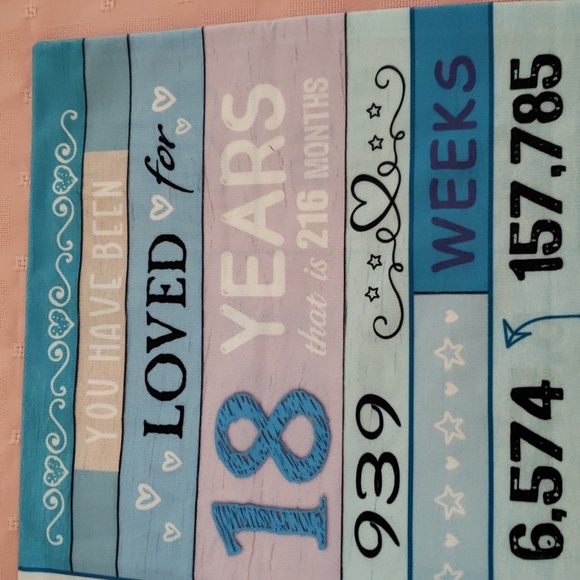 YOU HAVE BEEN
LOVED for
18 YEARS
that is 216 MONTHS
939
WEEKS
6,574 157,785